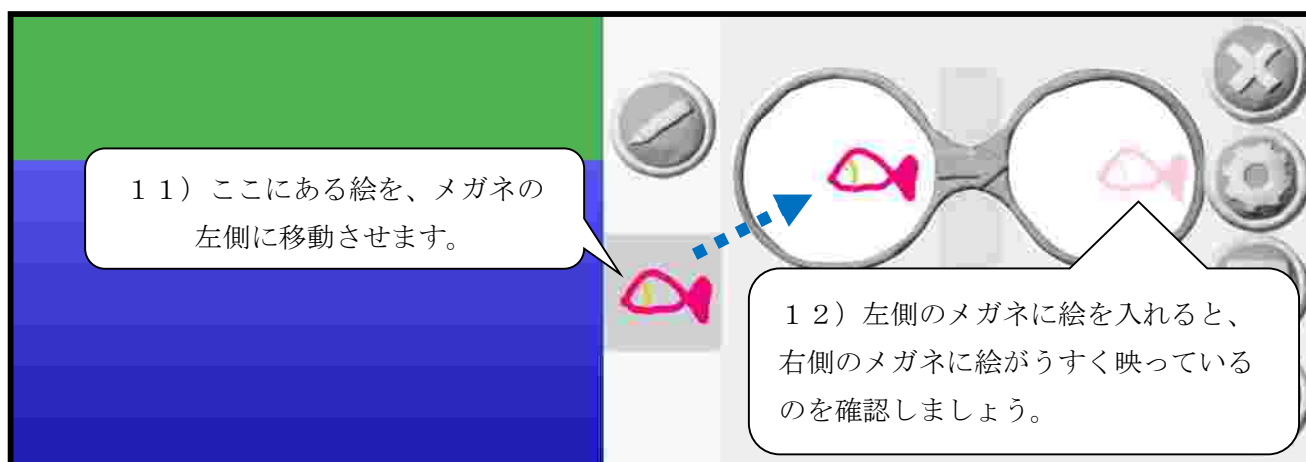 １１）ここにある絵を、メガネの
左側に移動させます。
１２）左側のメガネに絵を入れると、
右側のメガネに絵がうすく映っている
のを確認しましょう。